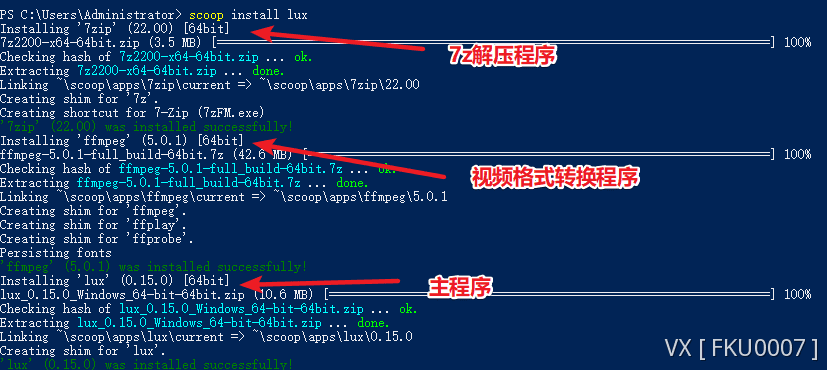 PS C:\Users\Administrator> scoop install lux
Installing '7zip' (22.00) [64bit]
7z2200-x64-64bit.zip (3.5 MB) [=====================================================================] 100%
Checking hash of 7z2200-x64-64bit.zip ... ok.
Extracting 7z2200-x64-64bit.zip ... done.
Linking ~\scoop\apps\7zip\current => ~\scoop\apps\7zip\22.00
Creating shim for '7z'.
Creating shortcut for 7-Zip (7zFM.exe)
'7zip' (22.00) was installed successfully!
7z解压程序
Installing 'ffmpeg' (5.0.1) [64bit]
ffmpeg-5.0.1-full_build-64bit.7z (42.6 MB) [=========================================================] 100%
Checking hash of ffmpeg-5.0.1-full_build-64bit.7z ... ok.
Extracting ffmpeg-5.0.1-full_build-64bit.7z ... done.
Linking ~\scoop\apps\ffmpeg\current => ~\scoop\apps\ffmpeg\5.0.1
Creating shim for 'ffmpeg'.
Creating shim for 'ffplay'.
Creating shim for 'ffprobe'.
Persisting fonts
'ffmpeg' (5.0.1) was installed successfully!
视频格式转换程序
Installing 'lux' (0.15.0) [64bit]
lux_0.15.0_Windows_64-bit-64bit.zip (10.6 MB) [======================================================] 100%
Checking hash of lux_0.15.0_Windows_64-bit-64bit.zip ... ok.
Extracting lux_0.15.0_Windows_64-bit-64bit.zip ... done.
Linking ~\scoop\apps\lux\current => ~\scoop\apps\lux\0.15.0
Creating shim for 'lux'.
'lux' (0.15.0) was installed successfully!
主程序
VX [ FKU0007 ]